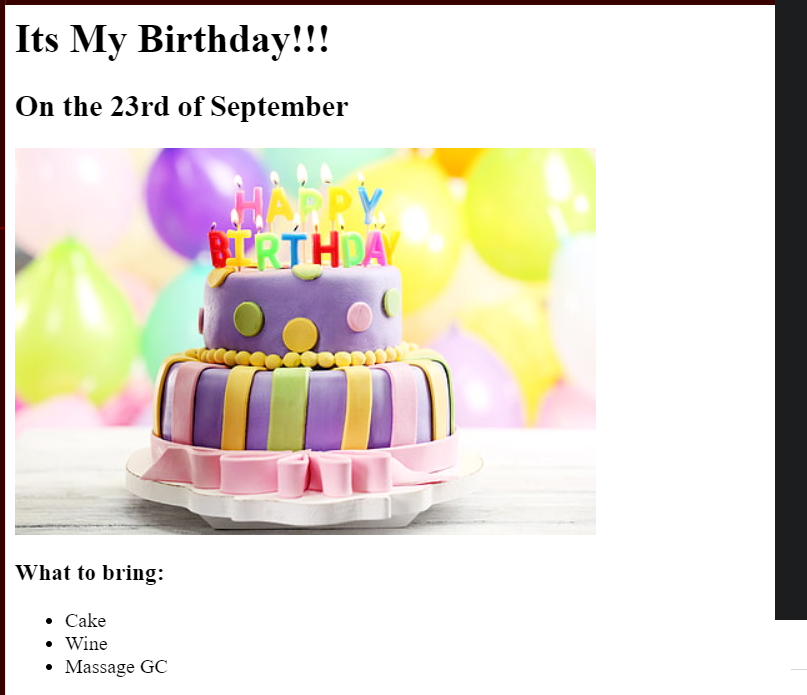 Its My Birthday!!!
On the 23rd of September
HAPPY
BIRTHDAY
What to bring:
Cake
Wine
Massage GC